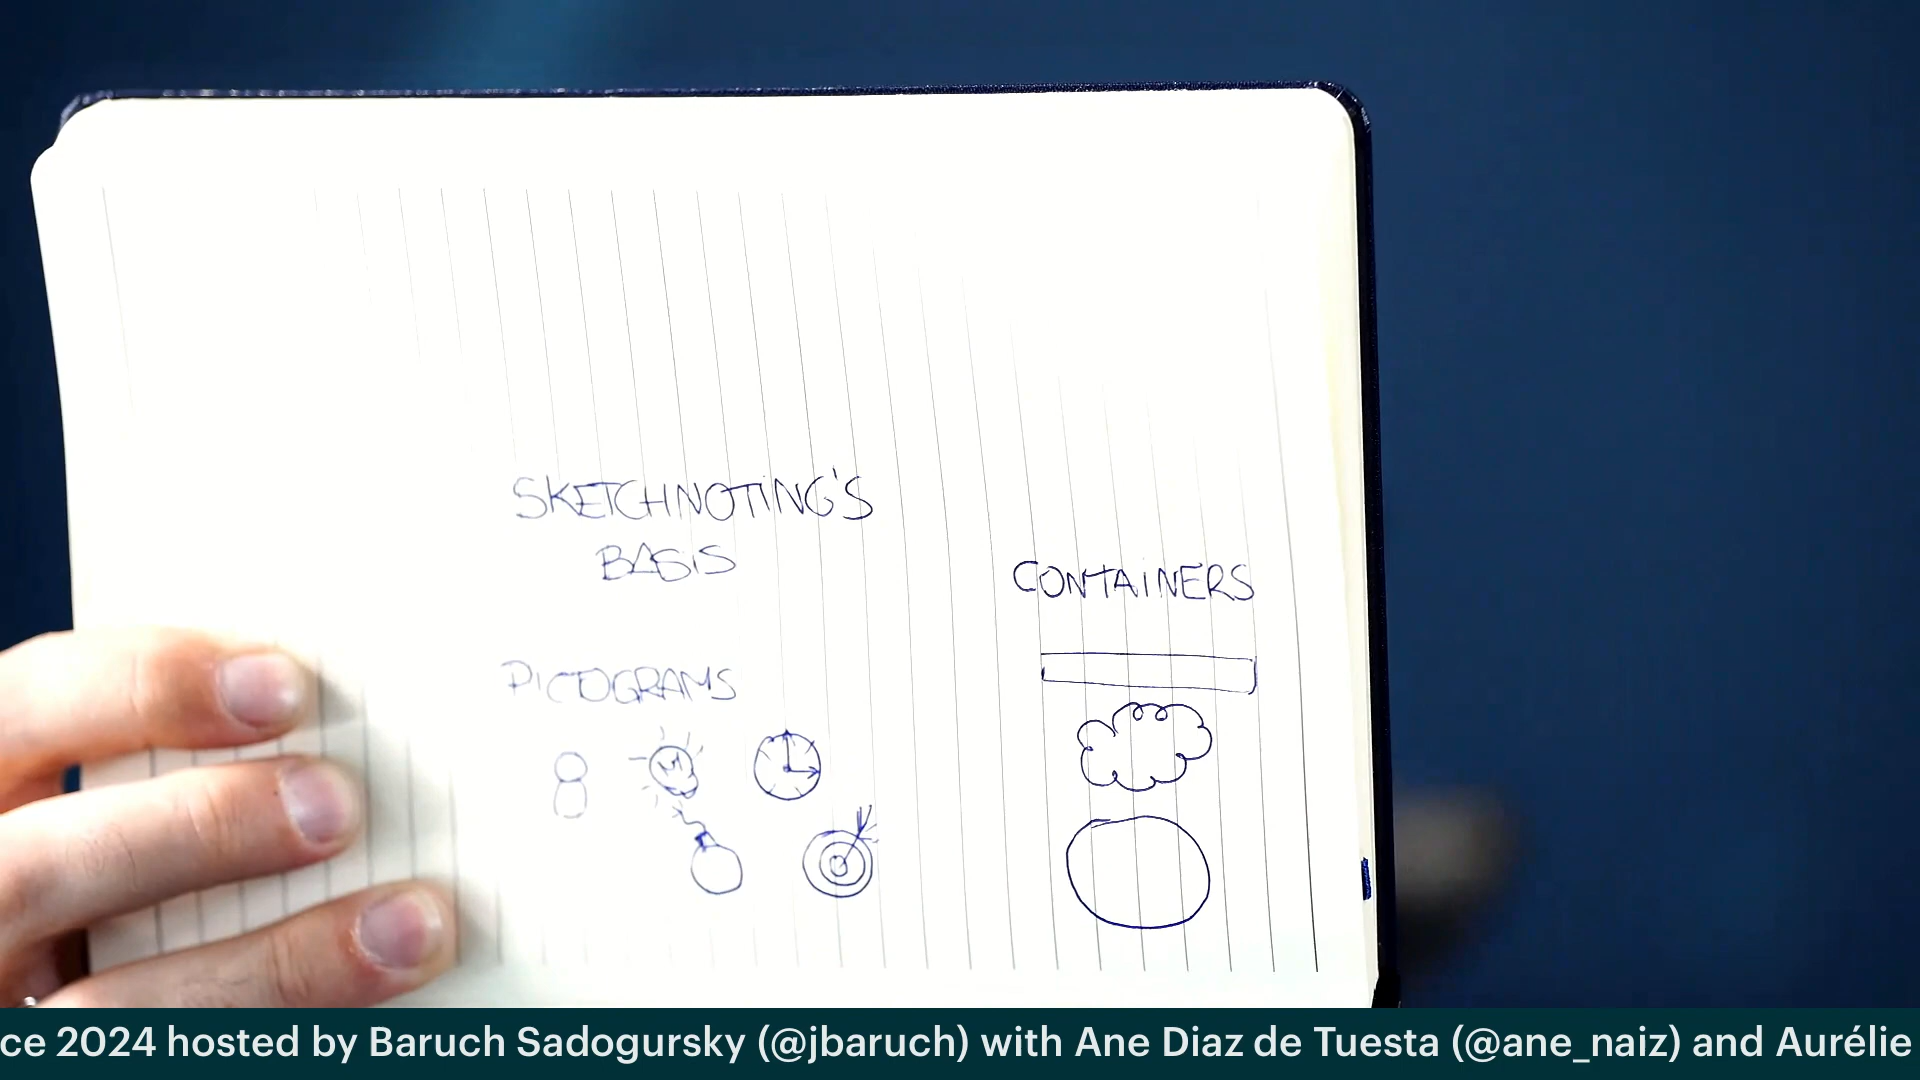 SKETCHNOTING'S
BASIS
PICTOGRAMS
CONTAINERS
ce 2024 hosted by Baruch Sadogursky (@jbaruch) with Ane Diaz de Tuesta (@ane_naiz) and Aurélie